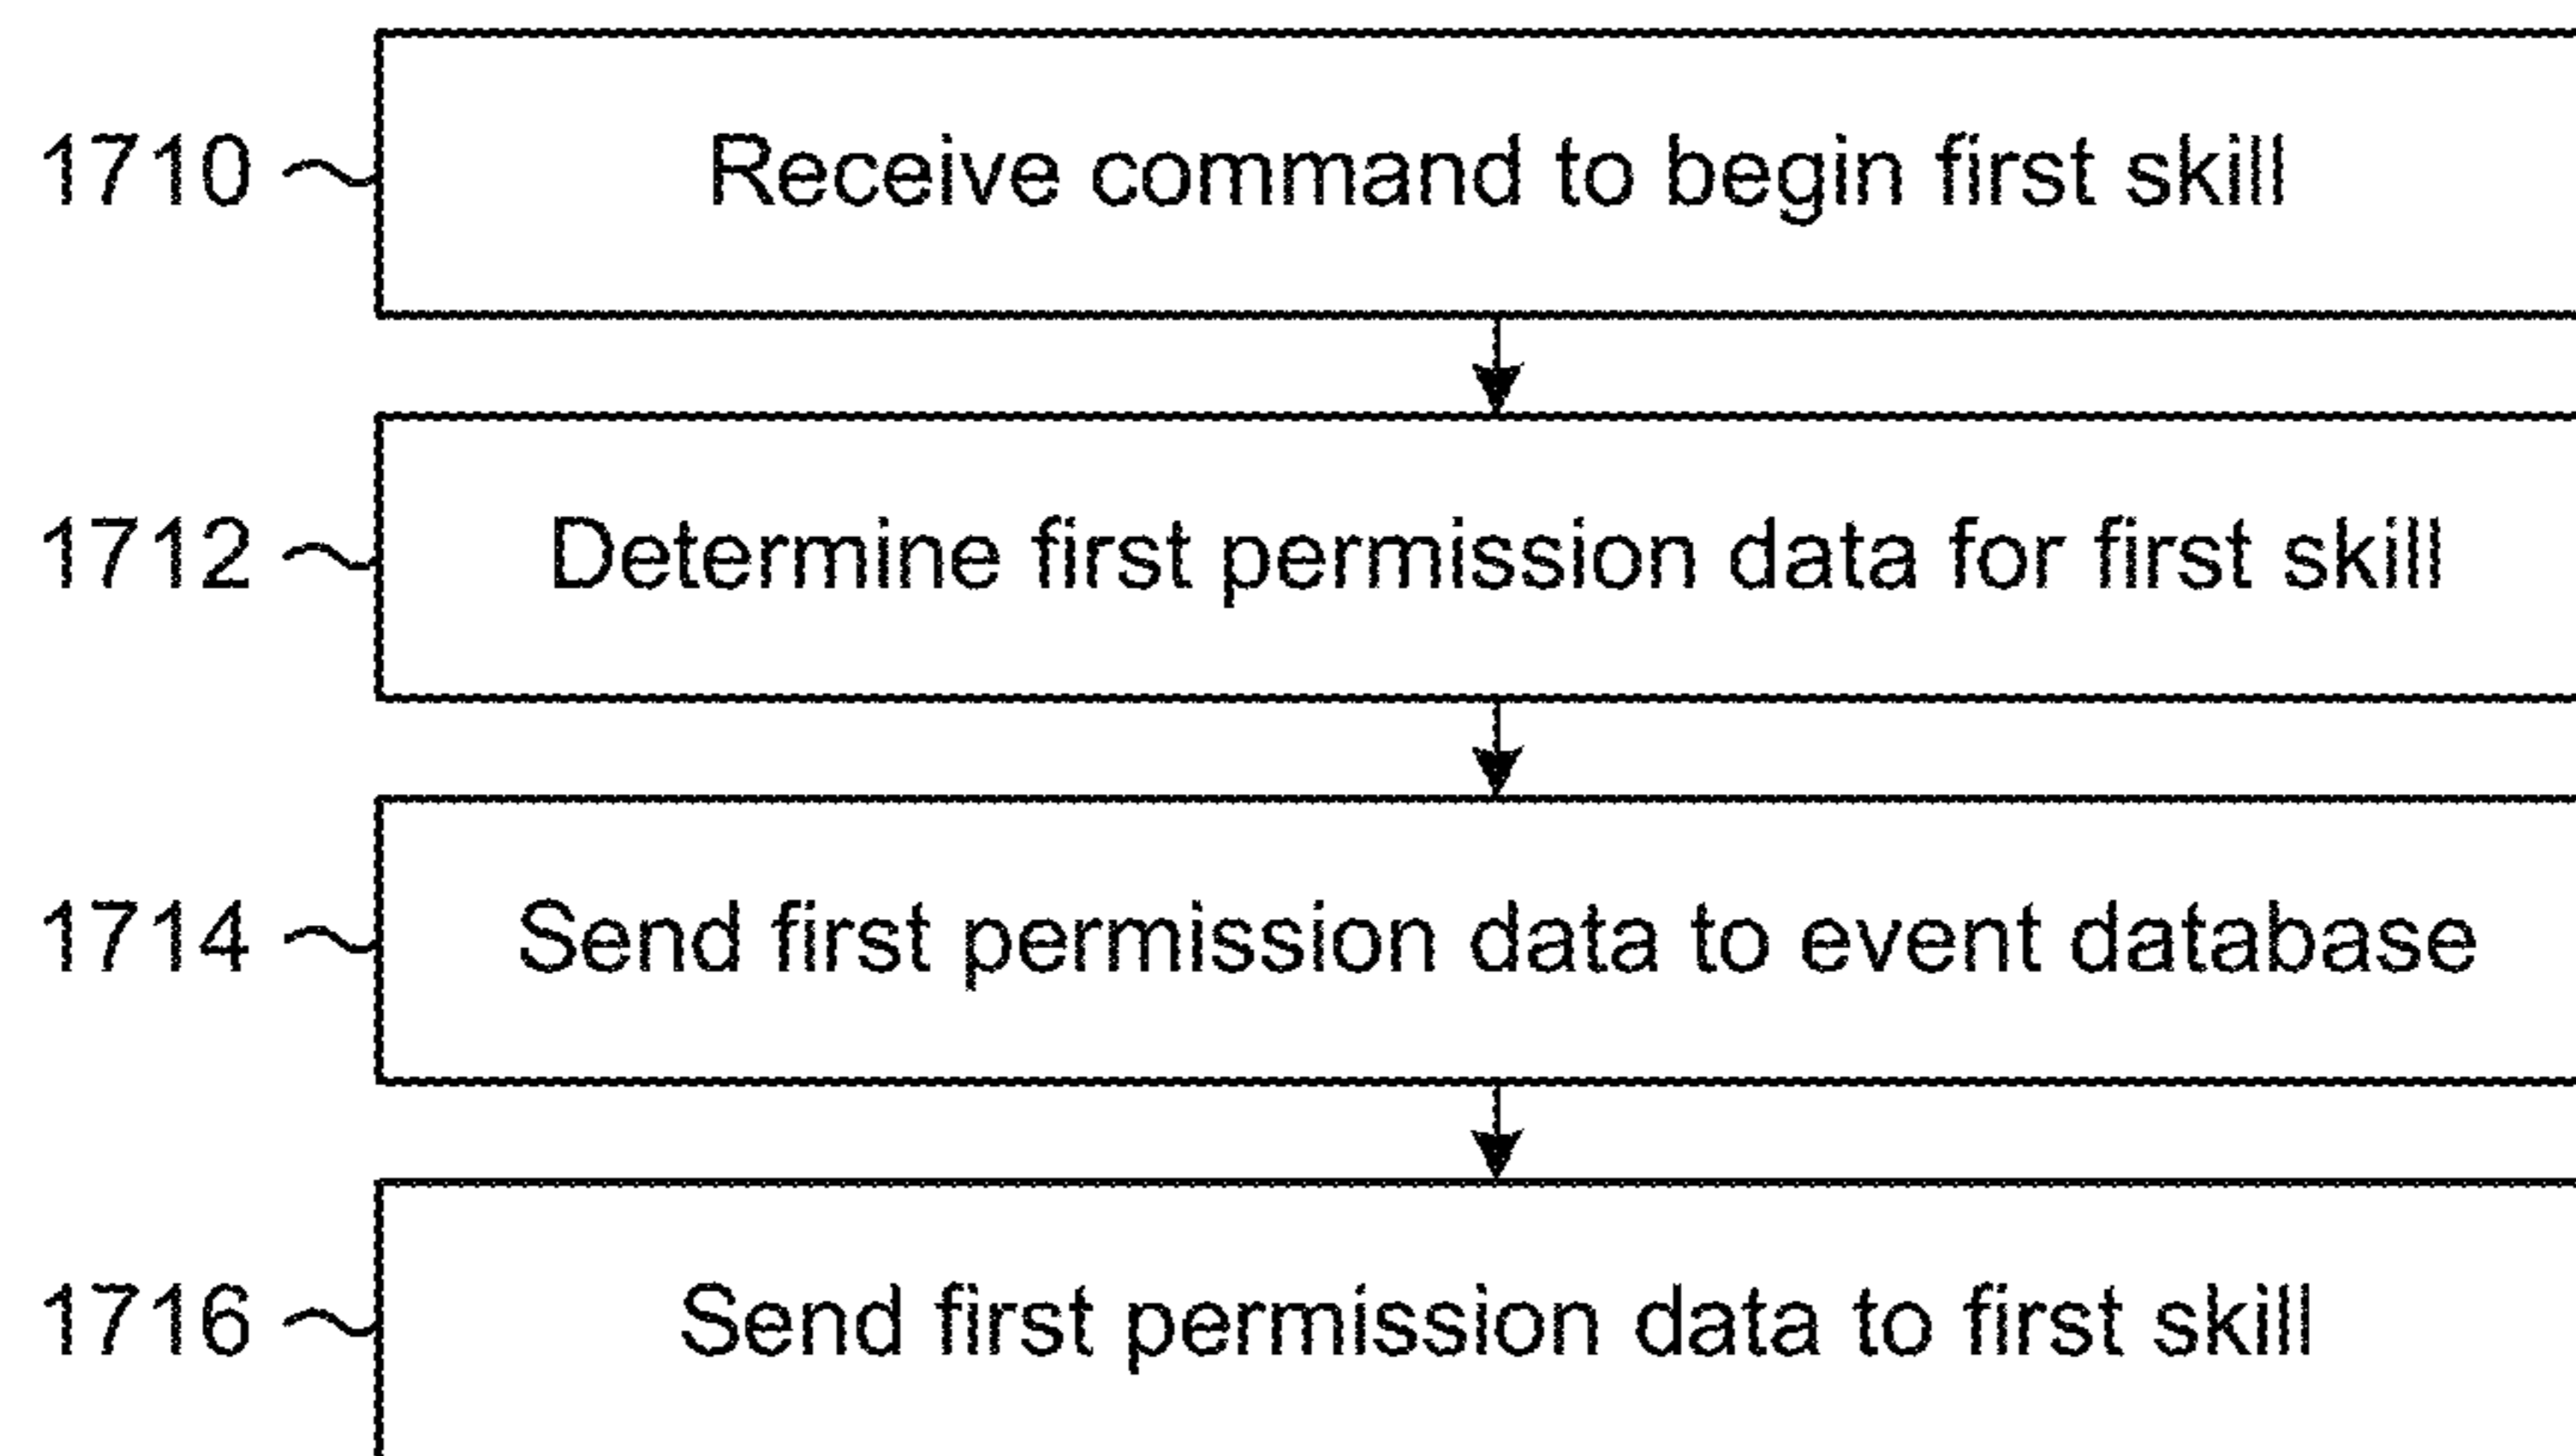 1710 Receive command to begin first skill
1712 Determine first permission data for first skill
1714 Send first permission data to event database
1716 Send first permission data to first skill